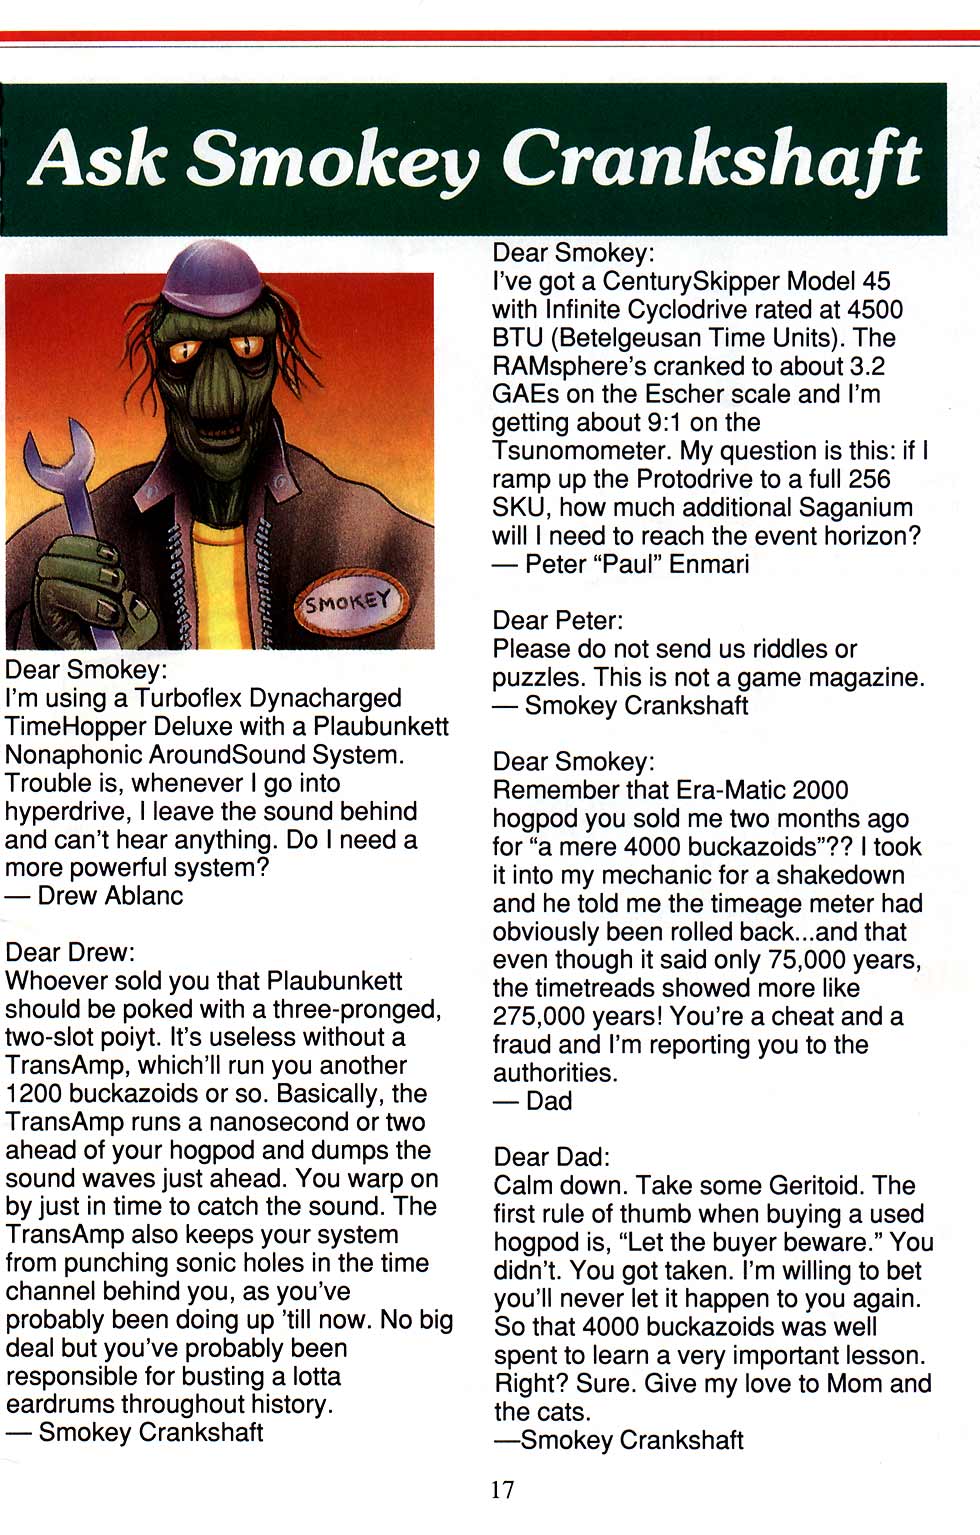 Ask Smokey Crankshaft
SMOKEY
Dear Smokey:
I'm using a Turboflex Dynacharged
TimeHopper Deluxe with a Plaubunkett
Nonaphonic AroundSound System.
Trouble is, whenever I go into
hyperdrive, I leave the sound behind
and can't hear anything. Do I need a
more powerful system?
— Drew Ablanc
Dear Drew:
Whoever sold you that Plaubunkett
should be poked with a three-pronged,
two-slot poiyt. It's useless without a
TransAmp, which'll run you another
1200 buckazoids or so. Basically, the
TransAmp runs a nanosecond or two
ahead of your hogpod and dumps the
sound waves just ahead. You warp on
by just in time to catch the sound. The
TransAmp also keeps your system
from punching sonic holes in the time
channel behind you, as you've
probably been doing up 'till now. No big
deal but you've probably been
responsible for busting a lotta
eardrums throughout history.
— Smokey Crankshaft
Dear Smokey:
I've got a CenturySkipper Model 45
with Infinite Cyclodrive rated at 4500
BTU (Betelgeusan Time Units). The
RAMsphere's cranked to about 3.2
GAEs on the Escher scale and I'm
getting about 9:1 on the
Tsunomometer. My question is this: if I
ramp up the Protodrive to a full 256
SKU, how much additional Saganium
will I need to reach the event horizon?
— Peter “Paul” Enmari
Dear Peter:
Please do not send us riddles or
puzzles. This is not a game magazine.
— Smokey Crankshaft
Dear Smokey:
Remember that Era-Matic 2000
hogpod you sold me two months ago
for “a mere 4000 buckazoids”?? I took
it into my mechanic for a shakedown
and he told me the timeage meter had
obviously been rolled back...and that
even though it said only 75,000 years,
the timetreads showed more like
275,000 years! You're a cheat and a
fraud and I'm reporting you to the
authorities.
— Dad
Dear Dad:
Calm down. Take some Geritoid. The
first rule of thumb when buying a used
hogpod is, “Let the buyer beware.” You
didn't. You got taken. I'm willing to bet
you'll never let it happen to you again.
So that 4000 buckazoids was well
spent to learn a very important lesson.
Right? Sure. Give my love to Mom and
the cats.
—Smokey Crankshaft
17